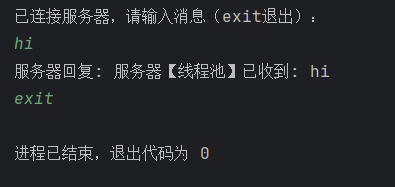 已连接服务器，请输入消息（exit退出）：
hi
服务器回复: 服务器【线程池】已收到: hi
exit
进程已结束，退出代码为 0